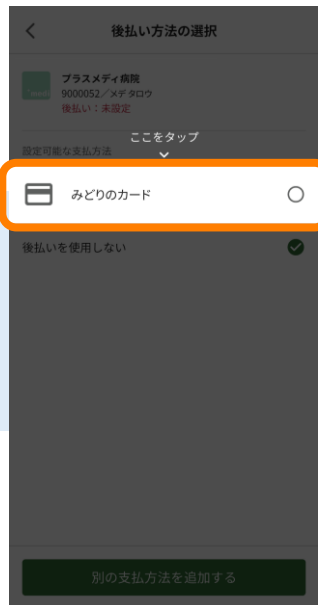 後払い方法の選択
プラスメディ病院
9000052／メデ タロウ
後払い：未設定
ここをタップ
設定可能な支払方法
みどりのカード
後払いを使用しない
別の支払方法を追加する